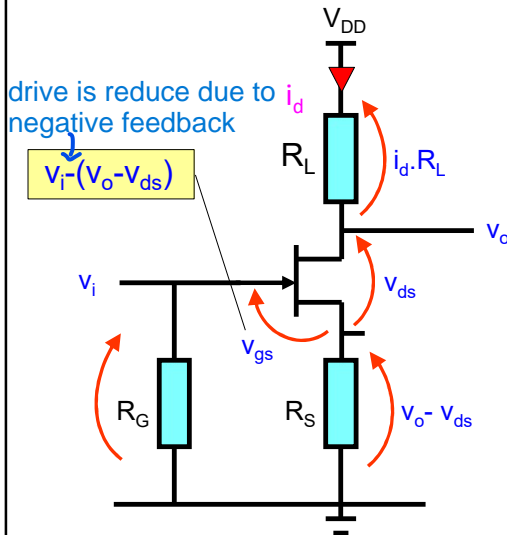 V_DD
drive is reduce due to
negative feedback
i_d
v_i-(v_o-v_ds)
R_L
i_d.R_L
v_o
v_i
v_ds
v_gs
R_G
R_S
v_o- v_ds